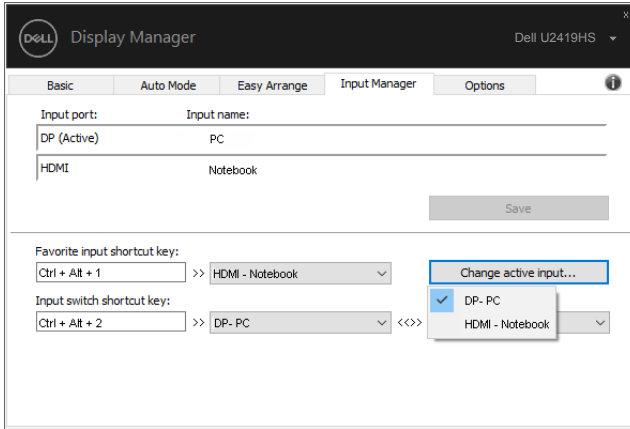 x
DELL Display Manager Dell U2419HS
Basic Auto Mode Easy Arrange Input Manager Options i
Input port: Input name:
DP (Active) PC
HDMI Notebook
Save
Favorite input shortcut key:
Ctrl + Alt + 1 >> HDMI - Notebook Change active input...
DP- PC
Input switch shortcut key:
HDMI - Notebook
Ctrl + Alt + 2 >> DP- PC <<>>